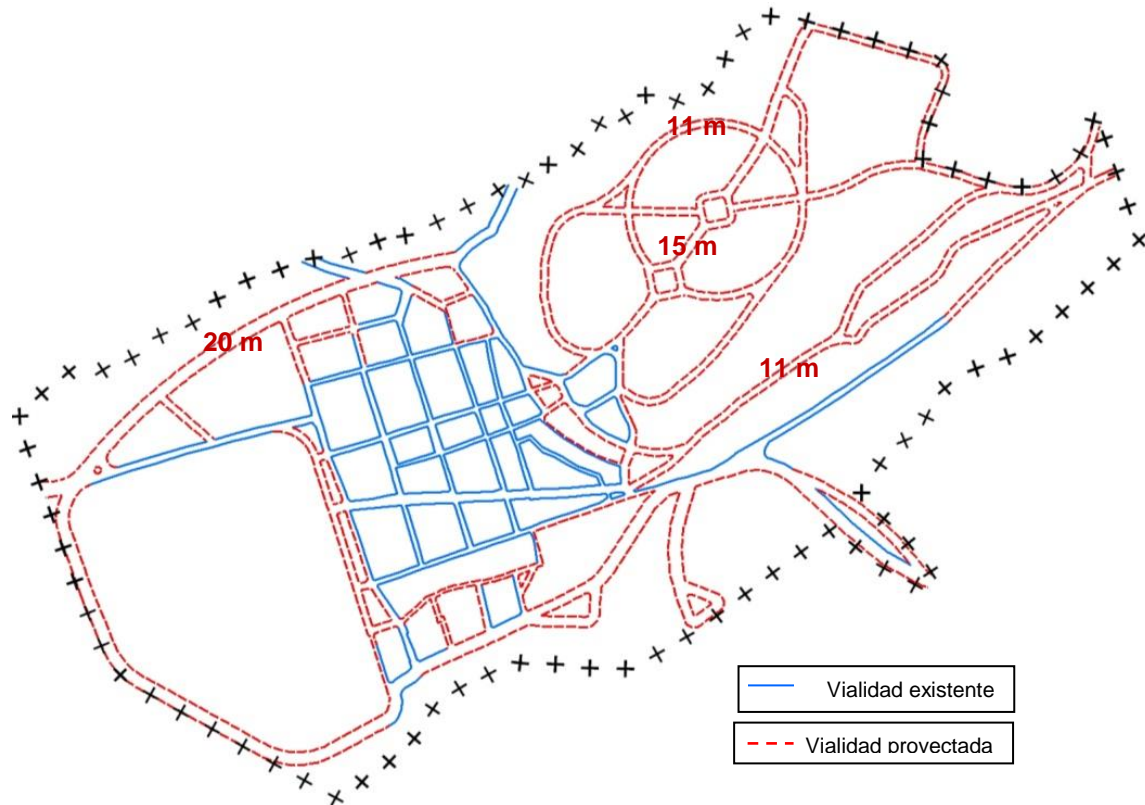 11 m
15 m
20 m
11 m
Vialidad existente
Vialidad proyectada